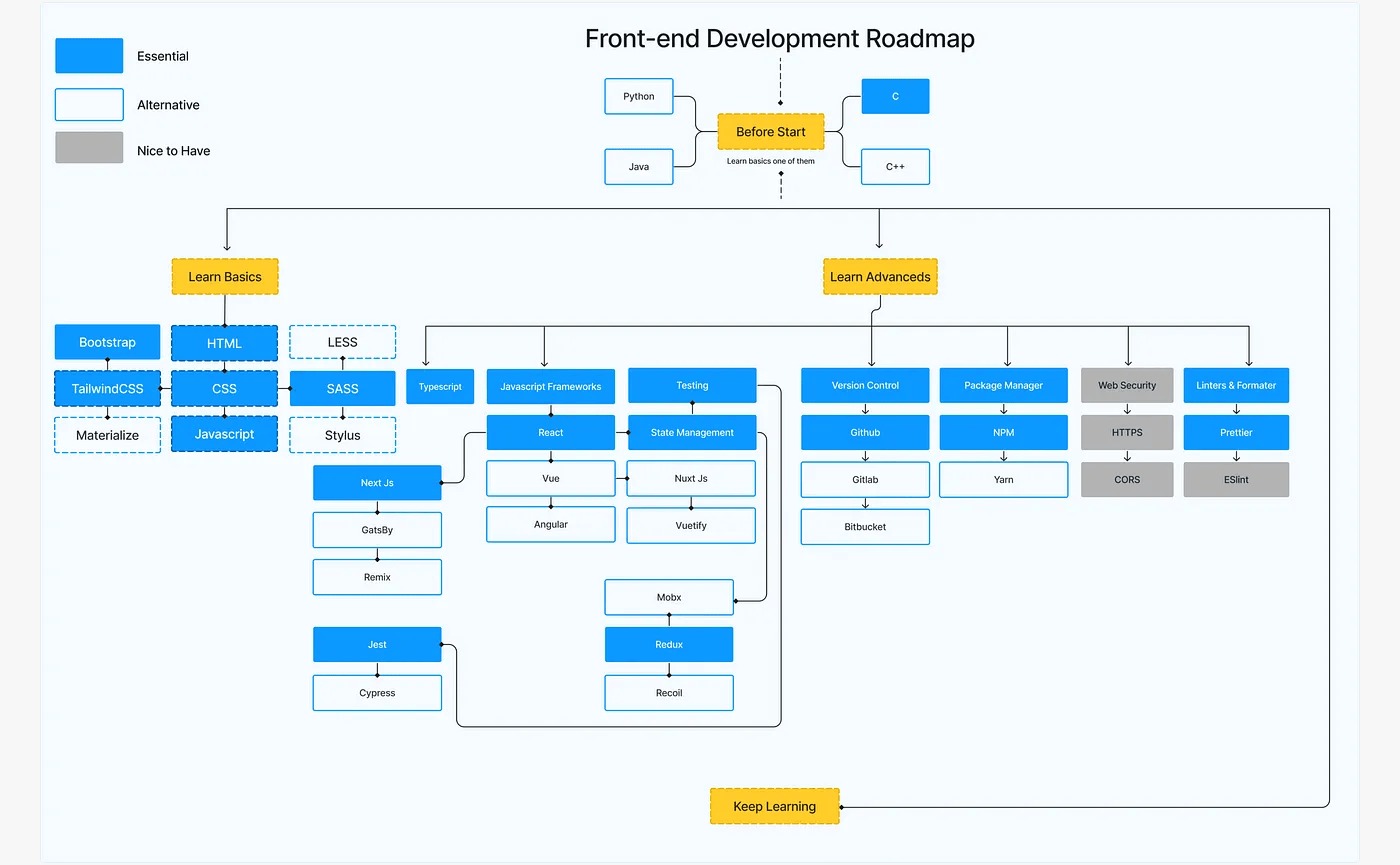 Front-end Development Roadmap
Essential
Alternative
Nice to Have
Python
C
Before Start
Java
Learn basics one of them
C++
Learn Basics
Learn Advanceds
Bootstrap
HTML
LESS
TailwindCSS
CSS
SASS
Materialize
Javascript
Stylus
Typescript
Javascript Frameworks
Testing
React
State Management
Vue
Nuxt Js
Angular
Vuetify
Next Js
GatsBy
Remix
Mobx
Redux
Recoil
Jest
Cypress
Version Control
Github
Gitlab
Bitbucket
Package Manager
NPM
Yarn
Web Security
HTTPS
CORS
Linters & Formater
Prettier
ESlint
Keep Learning